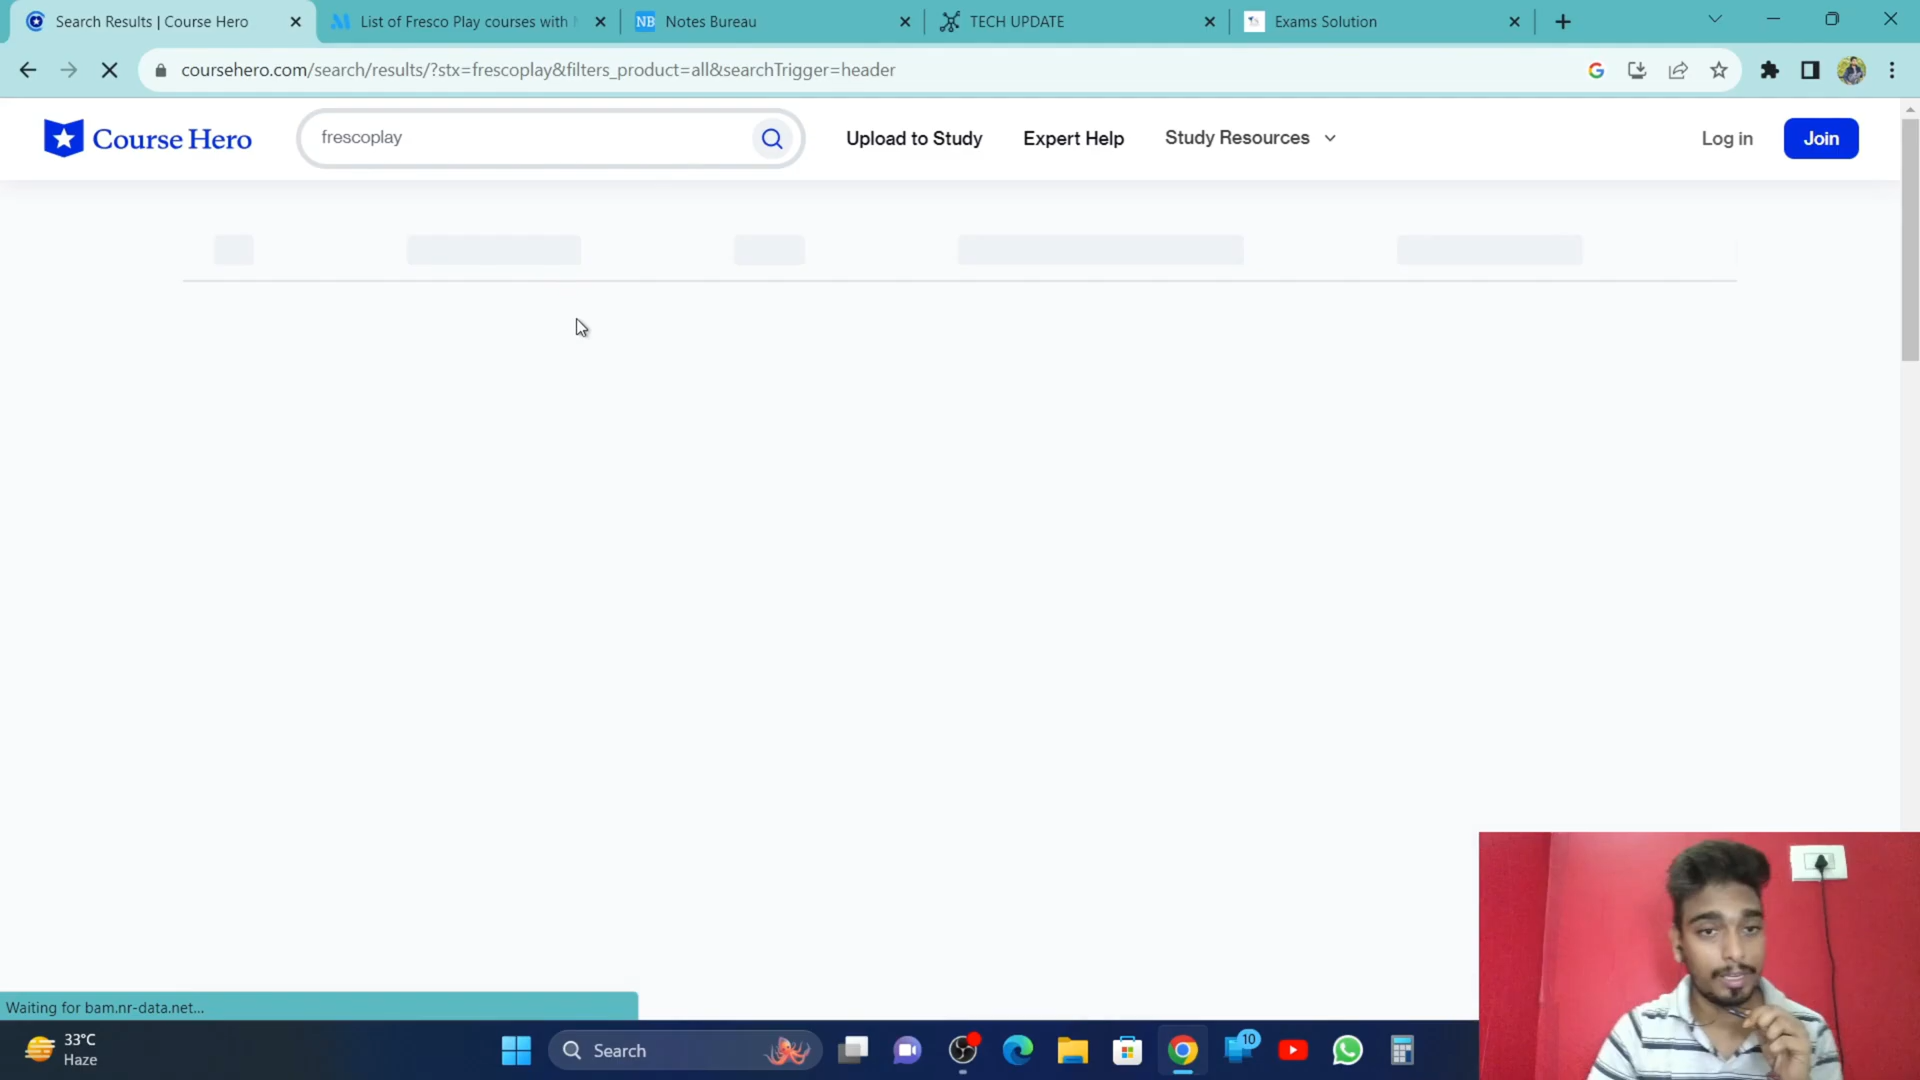 Search Results | Course Hero
List of Fresco Play courses with
NB Notes Bureau
TECH UPDATE
Exams Solution
coursehero.com/search/results/?stx=frescoplay&filters_product=all&searchTrigger=header
Course Hero
frescoplay
Upload to Study
Expert Help
Study Resources
Log in
Join
Waiting for bam.nr-data.net...
33°C
Haze
Search
10